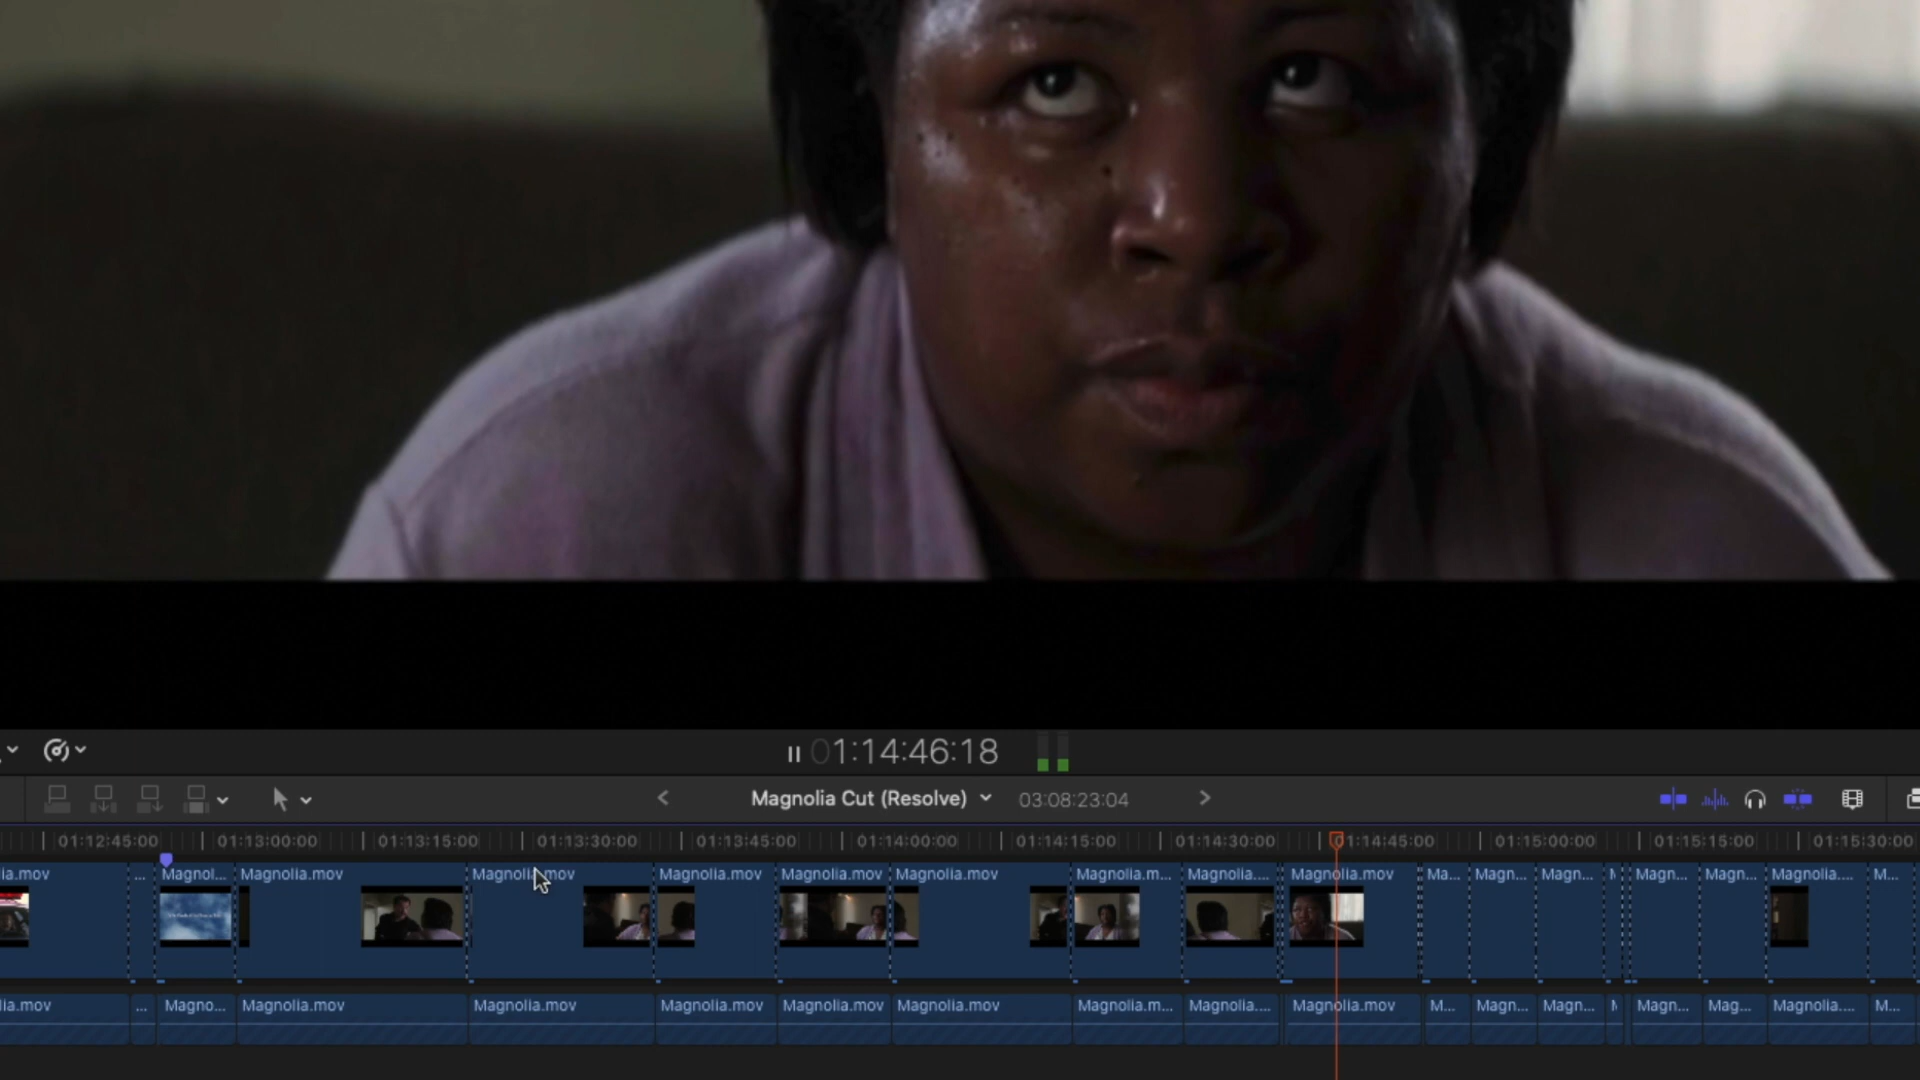 01:14:46:18
Magnolia Cut (Resolve) 03:08:23:04
01:12:45:00 01:13:00:00 01:13:15:00 01:13:30:00 01:13:45:00 01:14:00:00 01:14:15:00 01:14:30:00 01:14:45:00 01:15:00:00 01:15:15:00 01:15:30:00
ia.mov ... Magnol... Magnolia.mov Magnolia.mov Magnolia.mov Magnolia.mov Magnolia.mov Magnolia.m... Magnolia.... Magnolia.mov Ma... Magn... Magn... Magn... Magn... Magnolia.... M...
ia.mov ... Magno... Magnolia.mov Magnolia.mov Magnolia.mov Magnolia.mov Magnolia.mov Magnolia.m... Magnolia.... Magnolia.mov M... Magn... Magn... Magn... Mag... Magnolia.... M...